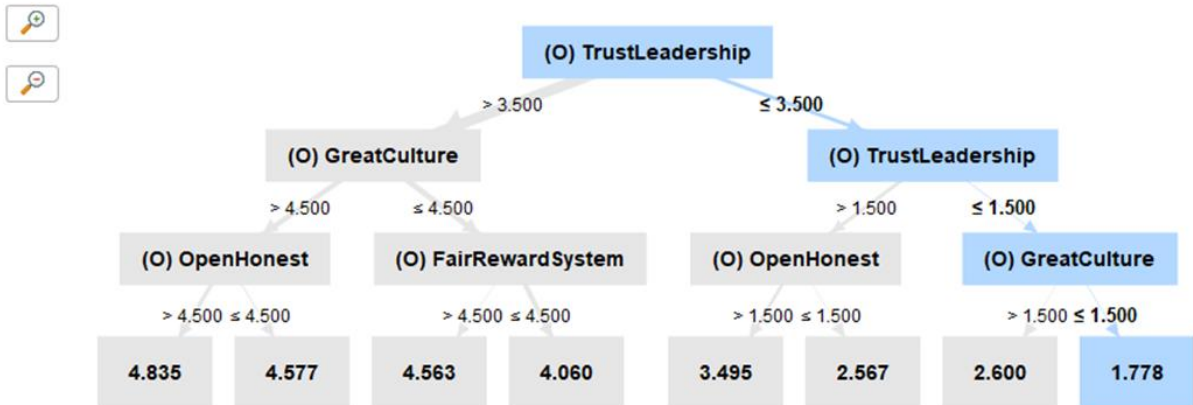 (O) TrustLeadership
> 3.500 ≤ 3.500
(O) GreatCulture (O) TrustLeadership
> 4.500 ≤ 4.500 > 1.500 ≤ 1.500
(O) OpenHonest (O) FairRewardSystem (O) OpenHonest (O) GreatCulture
> 4.500 ≤ 4.500 > 4.500 ≤ 4.500 > 1.500 ≤ 1.500 > 1.500 ≤ 1.500
4.835 4.577 4.563 4.060 3.495 2.567 2.600 1.778